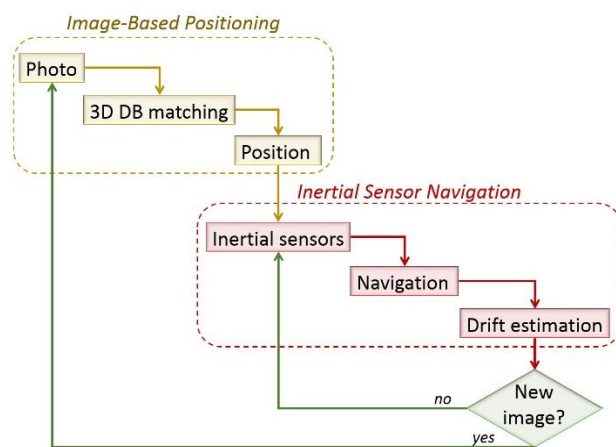 Image-Based Positioning
Photo
3D DB matching
Position
Inertial Sensor Navigation
Inertial sensors
Navigation
Drift estimation
New
image?
no
yes